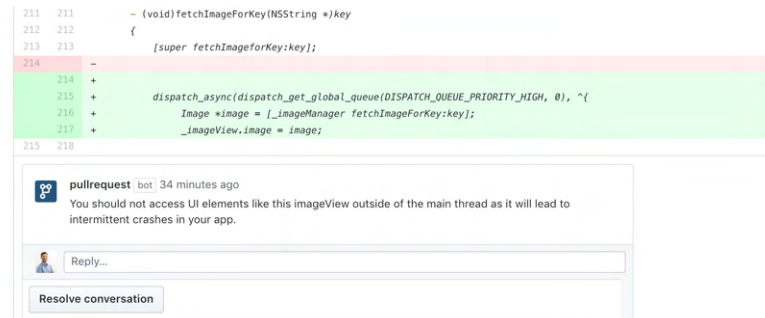 211 211 - (void)fetchImageForKey(NSString *)key
212 212 {
213 213 [super fetchImageforKey:key];
214 -
214 +
215 + dispatch_async(dispatch_get_global_queue(DISPATCH_QUEUE_PRIORITY_HIGH, 0), ^{
216 + Image *image = [_imageManager fetchImageForKey:key];
217 + _imageView.image = image;
215 218
pullrequest bot 34 minutes ago
You should not access UI elements like this imageView outside of the main thread as it will lead to
intermittent crashes in your app.
Reply...
Resolve conversation